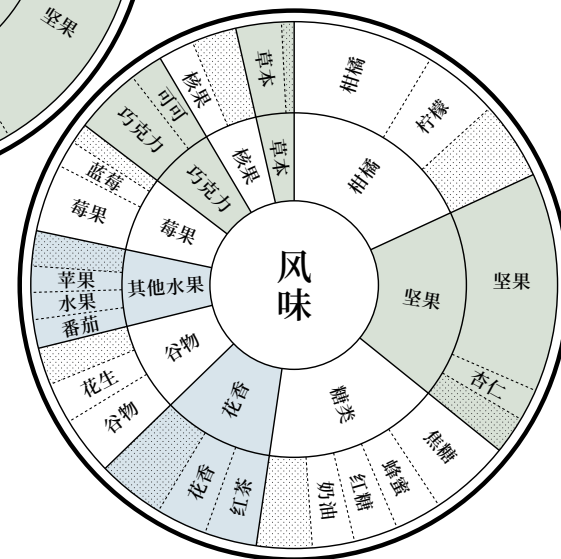 坚果
风
味
柑橘
坚果
糖类
花香
谷物
其他水果
莓果
巧克力
核果
草本
柑橘
柠檬
坚果
杏仁
焦糖
蜂蜜
红糖
奶油
红茶
花香
谷物
花生
番茄
水果
苹果
莓果
蓝莓
巧克力
可可
核果
草本